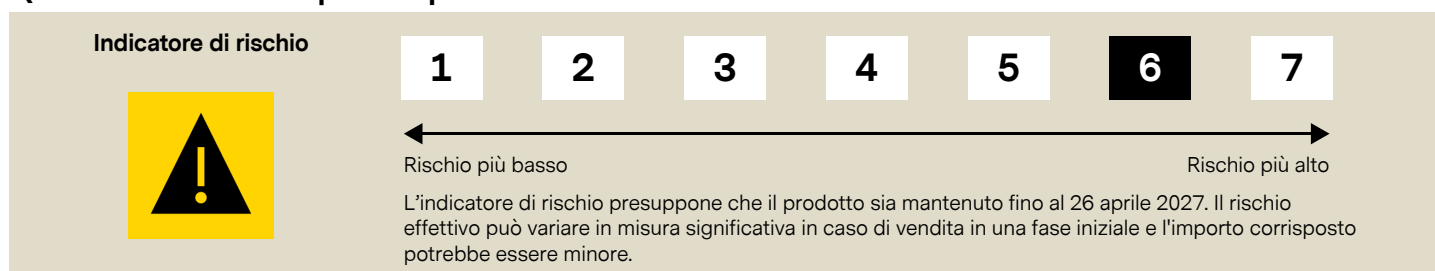 Indicatore di rischio
1 2 3 4 5 6 7
Rischio più basso Rischio più alto
L'indicatore di rischio presuppone che il prodotto sia mantenuto fino al 26 aprile 2027. Il rischio
effettivo può variare in misura significativa in caso di vendita in una fase iniziale e l'importo corrisposto
potrebbe essere minore.